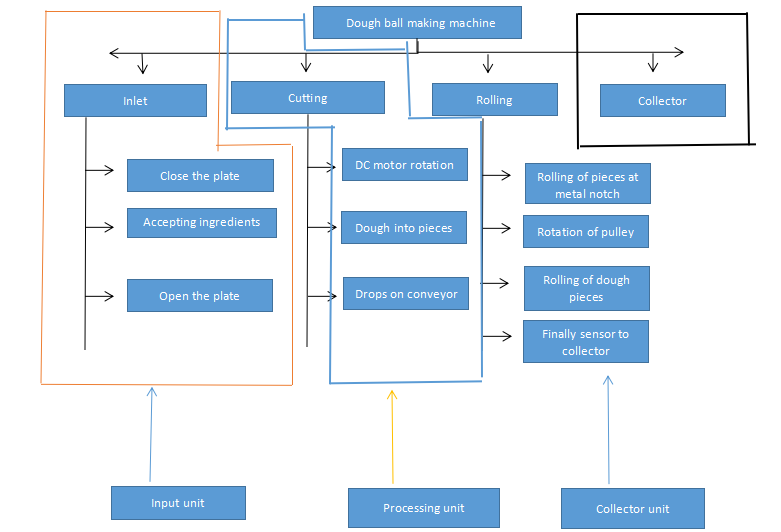 Dough ball making machine
Inlet
Cutting
Rolling
Collector
Close the plate
Accepting ingredients
Open the plate
DC motor rotation
Dough into pieces
Drops on conveyor
Rolling of pieces at
metal notch
Rotation of pulley
Rolling of dough
pieces
Finally sensor to
collector
Input unit
Processing unit
Collector unit